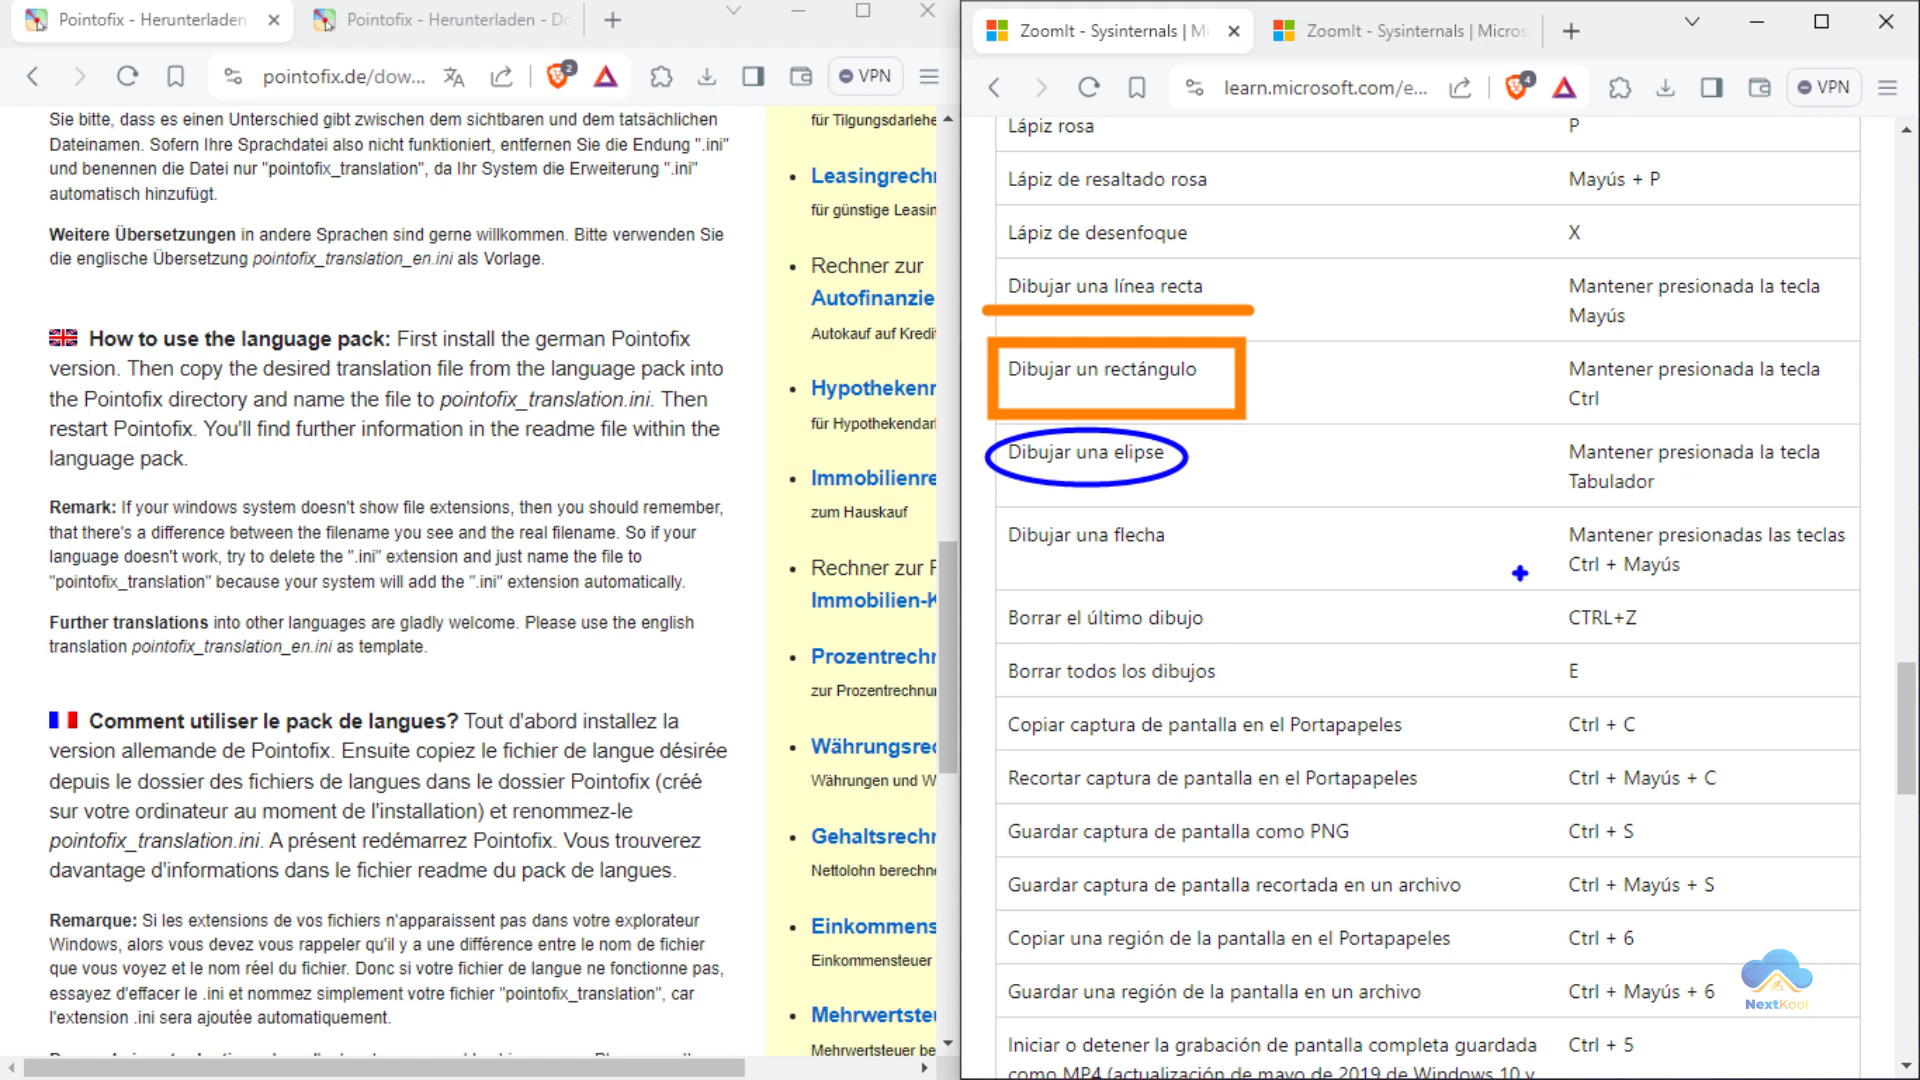 Pointofix - Herunterladen
Pointofix - Herunterladen - Do
pointofix.de/dow...
2
VPN
Sie bitte, dass es einen Unterschied gibt zwischen dem sichtbaren und dem tatsächlichen
Dateinamen. Sofern Ihre Sprachdatei also nicht funktioniert, entfernen Sie die Endung ".ini"
und benennen die Datei nur "pointofix_translation", da Ihr System die Erweiterung ".ini"
automatisch hinzufügt.
Weitere Übersetzungen in andere Sprachen sind gerne willkommen. Bitte verwenden Sie
die englische Übersetzung pointofix_translation_en.ini als Vorlage.
How to use the language pack: First install the german Pointofix
version. Then copy the desired translation file from the language pack into
the Pointofix directory and name the file to pointofix_translation.ini. Then
restart Pointofix. You'll find further information in the readme file within the
language pack.
Remark: If your windows system doesn't show file extensions, then you should remember,
that there's a difference between the filename you see and the real filename. So if your
language doesn't work, try to delete the ".ini" extension and just name the file to
"pointofix_translation" because your system will add the ".ini" extension automatically.
Further translations into other languages are gladly welcome. Please use the english
translation pointofix_translation_en.ini as template.
Comment utiliser le pack de langues? Tout d'abord installez la
version allemande de Pointofix. Ensuite copiez le fichier de langue désirée
depuis le dossier des fichiers de langues dans le dossier Pointofix (créé
sur votre ordinateur au moment de l'installation) et renommez-le
pointofix_translation.ini. A présent redémarrez Pointofix. Vous trouverez
davantage d'informations dans le fichier readme du pack de langues.
Remarque: Si les extensions de vos fichiers n'apparaissent pas dans votre explorateur
Windows, alors vous devez vous rappeler qu'il y a une différence entre le nom de fichier
que vous voyez et le nom réel du fichier. Donc si votre fichier de langue ne fonctionne pas,
essayez d'effacer le .ini et nommez simplement votre fichier "pointofix_translation", car
l'extension .ini sera ajoutée automatiquement.
für Tilgungsdarlehe
Leasingrechn
für günstige Leasin
Rechner zur
Autofinanzie
Autokauf auf Kredit
Hypothekenr
für Hypothekendar
Immobilienre
zum Hauskauf
Rechner zur F
Immobilien-K
Prozentrechn
zur Prozentrechnu
Währungsrec
Währungen und W
Gehaltsrechn
Nettolohn berechne
Einkommens
Einkommensteuer
Mehrwertsteu
Mehrwertsteuer be
ZoomIt - Sysinternals | Mi
ZoomIt - Sysinternals | Micros
learn.microsoft.com/e...
4
VPN
Lápiz rosa P
Lápiz de resaltado rosa Mayús + P
Lápiz de desenfoque X
Dibujar una línea recta Mantener presionada la tecla
Mayús
Dibujar un rectángulo Mantener presionada la tecla
Ctrl
Dibujar una elipse Mantener presionada la tecla
Tabulador
Dibujar una flecha Mantener presionadas las teclas
Ctrl + Mayús
Borrar el último dibujo CTRL+Z
Borrar todos los dibujos E
Copiar captura de pantalla en el Portapapeles Ctrl + C
Recortar captura de pantalla en el Portapapeles Ctrl + Mayús + C
Guardar captura de pantalla como PNG Ctrl + S
Guardar captura de pantalla recortada en un archivo Ctrl + Mayús + S
Copiar una región de la pantalla en el Portapapeles Ctrl + 6
Guardar una región de la pantalla en un archivo Ctrl + Mayús + 6
Iniciar o detener la grabación de pantalla completa guardada Ctrl + 5
como MP4 (actualización de mayo de 2019 de Windows 10 y
NextKool